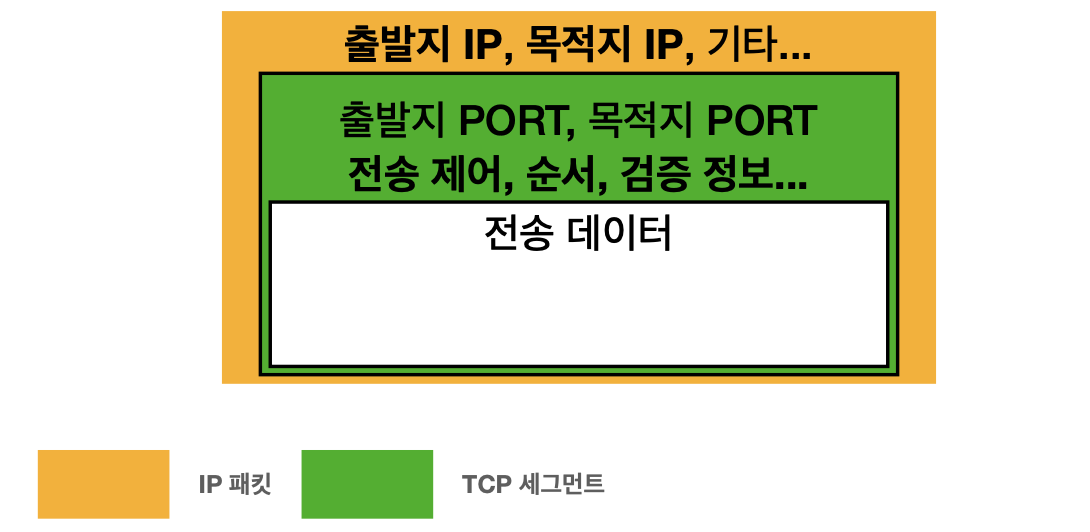 출발지 IP, 목적지 IP, 기타...
출발지 PORT, 목적지 PORT
전송 제어, 순서, 검증 정보...
전송 데이터
IP 패킷
TCP 세그먼트